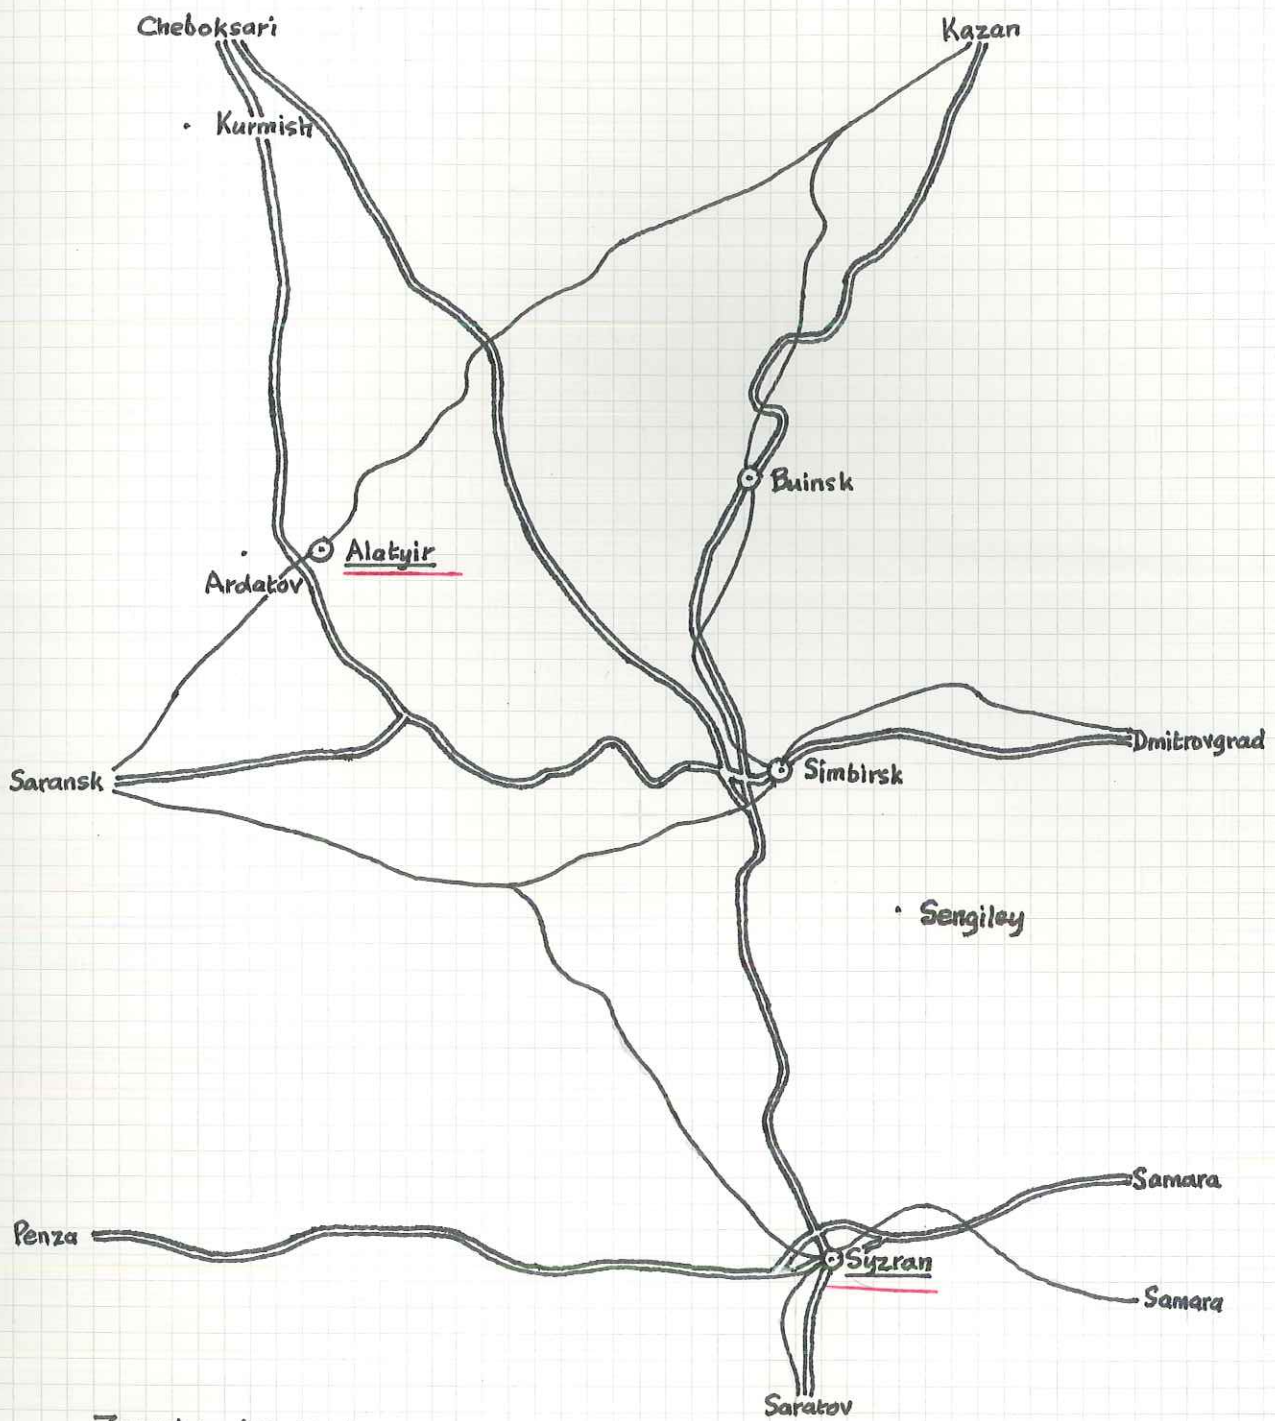 Cheboksari
Kazan
Kurmish
Buinsk
Alatyir
Ardatov
Dmitrovgrad
Simbirsk
Saransk
Sengiley
Samara
Penza
Syzran
Samara
Saratov